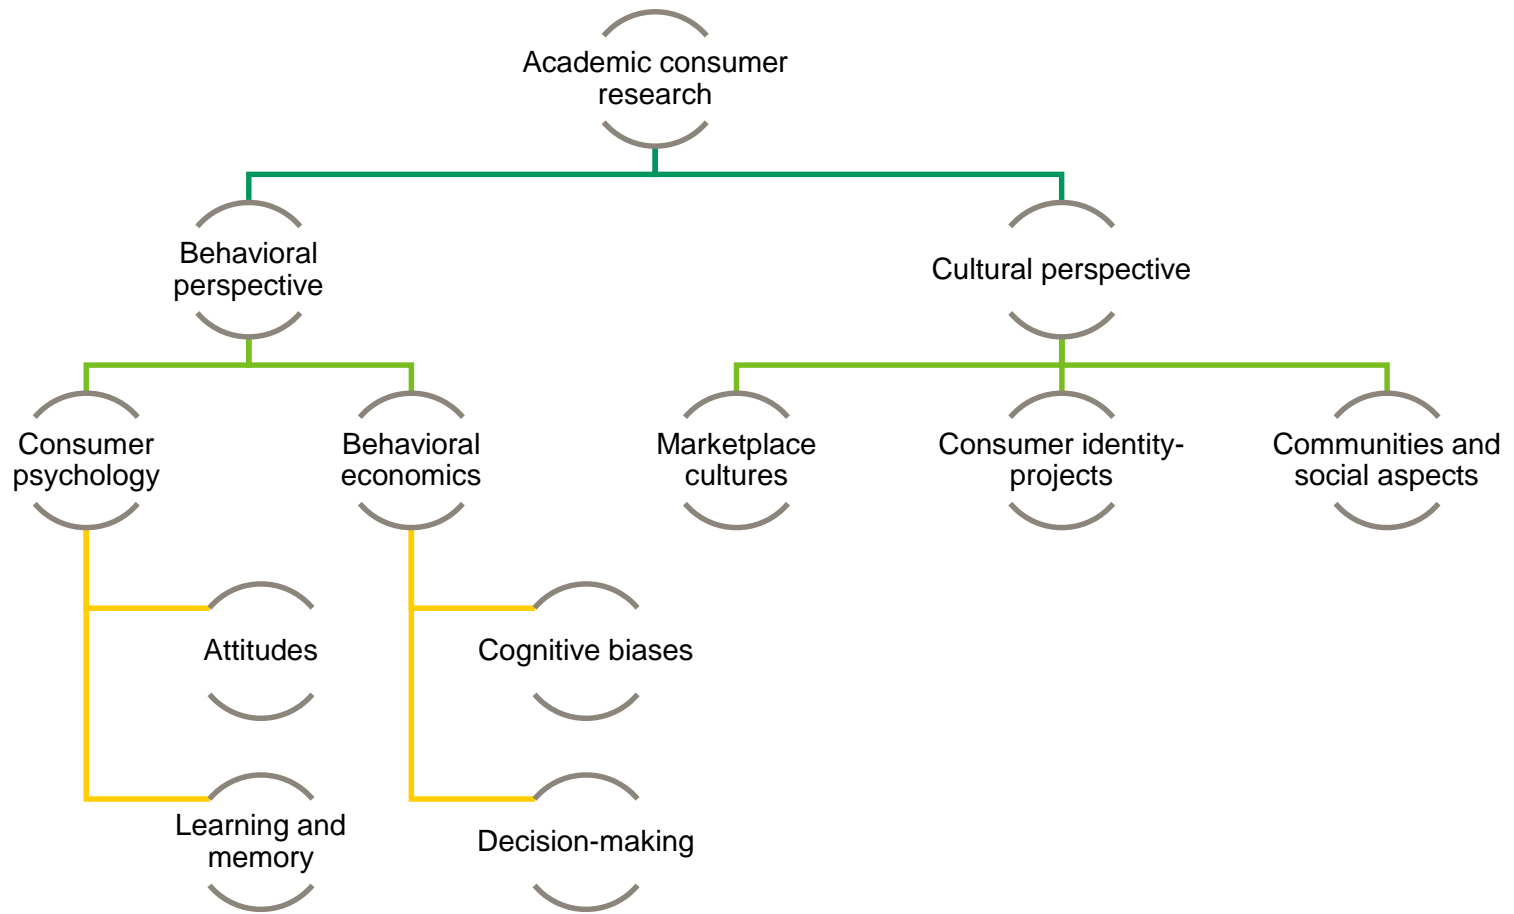 Academic consumer
research
Behavioral
perspective
Cultural perspective
Consumer
psychology
Behavioral
economics
Marketplace
cultures
Consumer identity-
projects
Communities and
social aspects
Attitudes
Cognitive biases
Learning and
memory
Decision-making